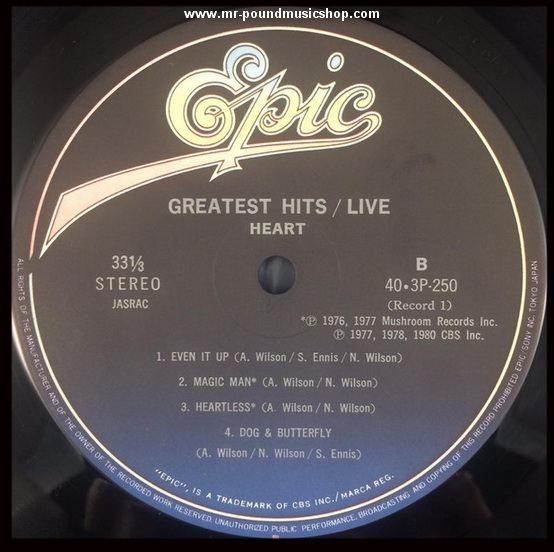 www.mr-poundmusicshop.com
Epic
GREATEST HITS / LIVE
HEART
33⅓
STEREO
JASRAC
B
40•3P-250
(Record 1)
*℗ 1976, 1977 Mushroom Records Inc.
℗ 1977, 1978, 1980 CBS Inc.
1. EVEN IT UP (A. Wilson / S. Ennis / N. Wilson)
2. MAGIC MAN* (A. Wilson / N. Wilson)
3. HEARTLESS* (A. Wilson / N. Wilson)
4. DOG & BUTTERFLY
(A. Wilson / N. Wilson / S. Ennis)
"EPIC", IS A TRADEMARK OF CBS INC./ MARCA REG.
ALL RIGHTS OF THE MANUFACTURER AND OF THE OWNER OF THE RECORDED WORK RESERVED. UNAUTHORIZED PUBLIC PERFORMANCE, BROADCASTING AND COPYING OF THIS RECORD PROHIBITED EPIC/SONY INC. TOKYO JAPAN